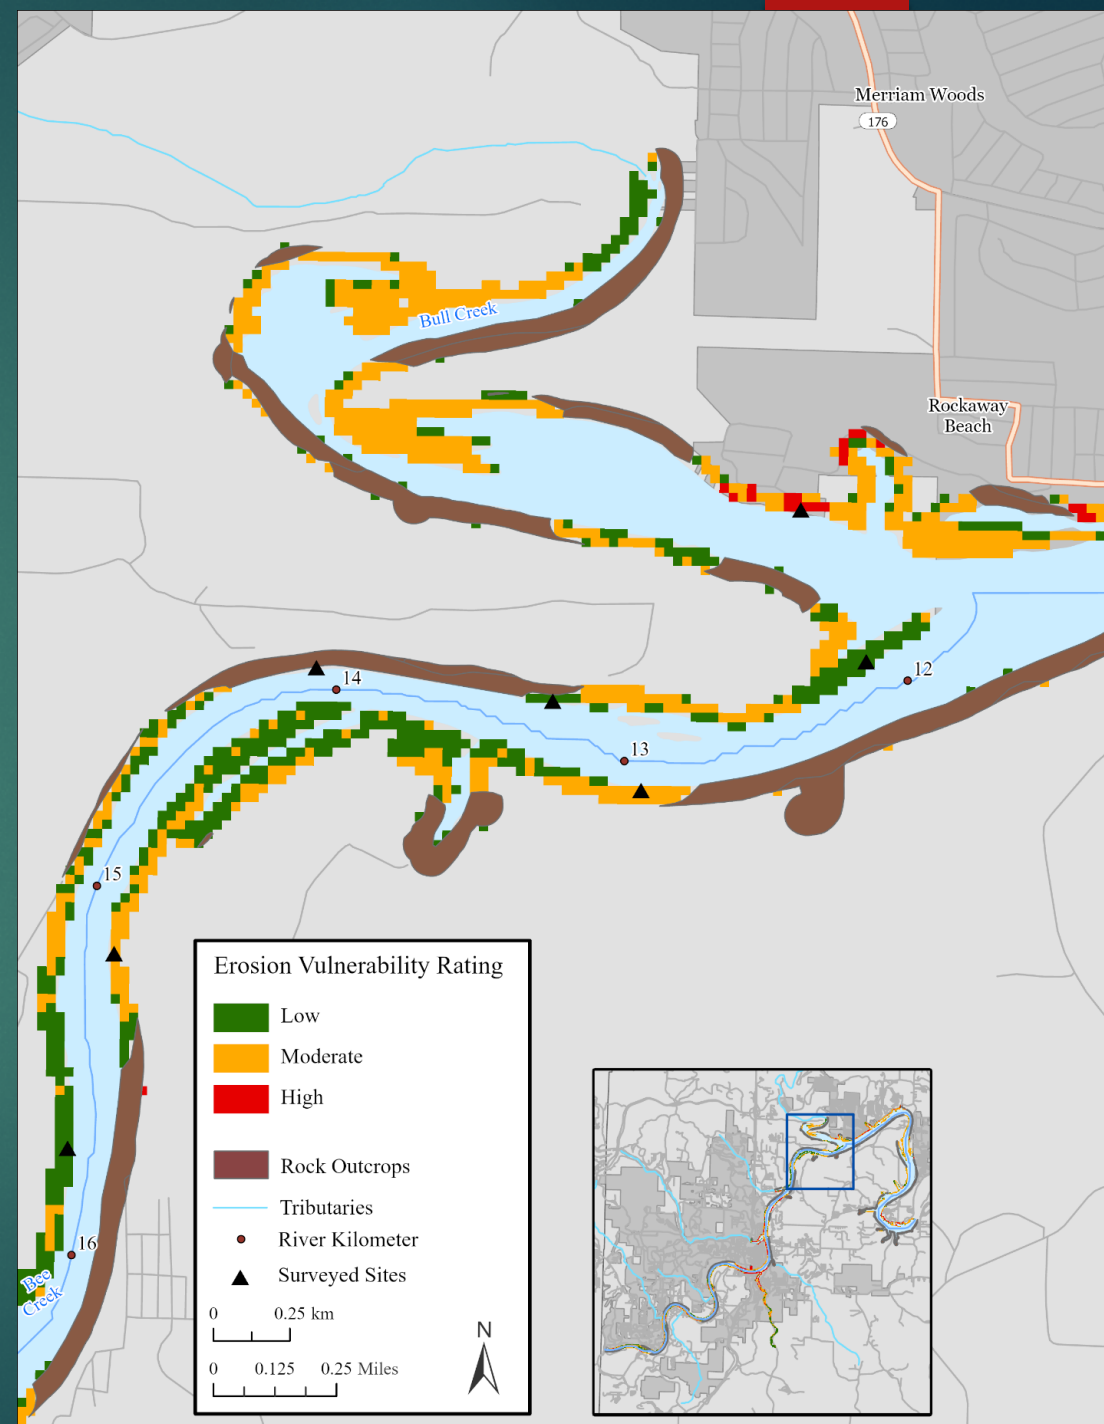 Merriam Woods
176
Bull Creek
Rockaway
Beach
12
14
13
15
16
Bee
Creek
Erosion Vulnerability Rating
Low
Moderate
High
Rock Outcrops
Tributaries
River Kilometer
Surveyed Sites
0 0.25 km
0 0.125 0.25 Miles
N